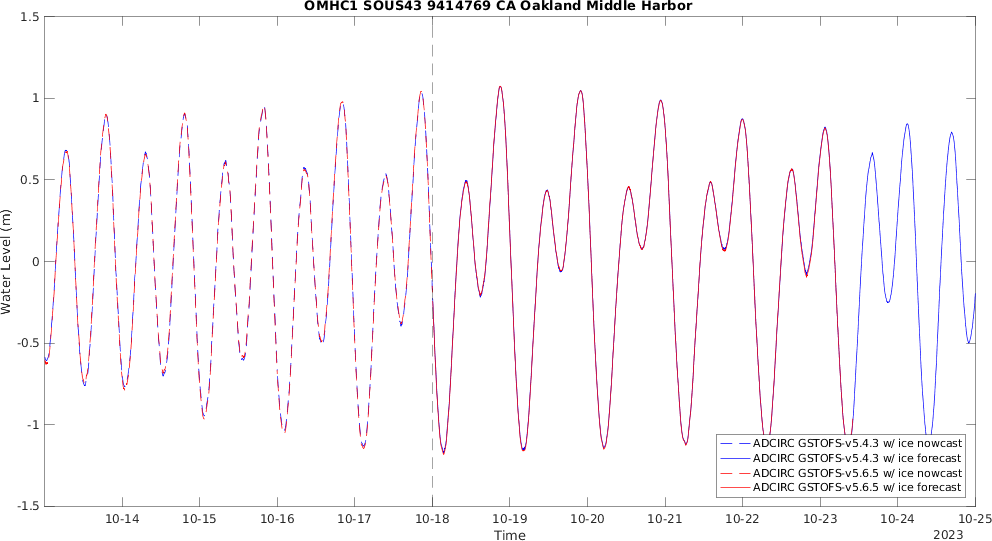 OMHC1 SOUS43 9414769 CA Oakland Middle Harbor
1.5
1
0.5
0
-0.5
-1
-1.5
Water Level (m)
10-14
10-15
10-16
10-17
10-18
10-19
10-20
10-21
10-22
10-23
10-24
10-25
Time
2023
ADCIRC GSTOFS-v5.4.3 w/ ice nowcast
ADCIRC GSTOFS-v5.4.3 w/ ice forecast
ADCIRC GSTOFS-v5.6.5 w/ ice nowcast
ADCIRC GSTOFS-v5.6.5 w/ ice forecast